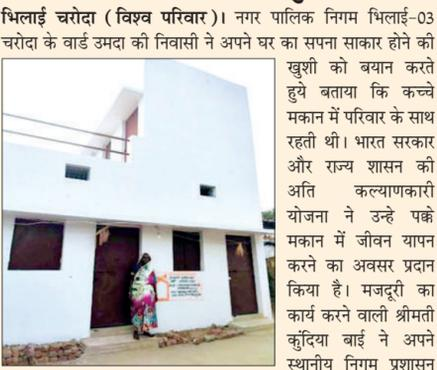 भिलाई चरोदा (विश्व परिवार)। नगर पालिक निगम भिलाई-03
चरोदा के वार्ड उमदा की निवासी ने अपने घर का सपना साकार होने की
खुशी को बयान करते
हुये बताया कि कच्चे
मकान में परिवार के साथ
रहती थी। भारत सरकार
और राज्य शासन की
अति कल्याणकारी
योजना ने उन्हे पक्के
मकान में जीवन यापन
करने का अवसर प्रदान
किया है। मजदूरी का
कार्य करने वाली श्रीमती
कुंदिया बाई ने अपने
स्थानीय निगम प्रशासन